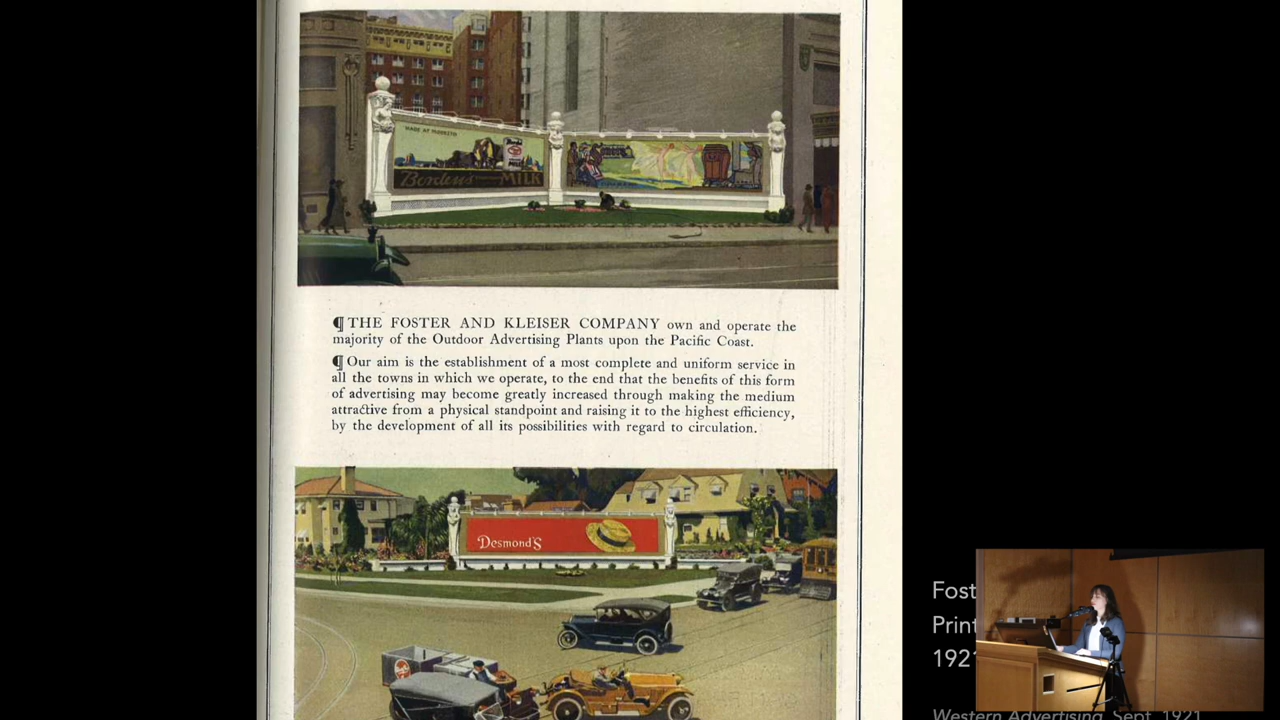 MADE AT MODESTO
Borden's MILK
¶ THE FOSTER AND KLEISER COMPANY own and operate the
majority of the Outdoor Advertising Plants upon the Pacific Coast.
¶ Our aim is the establishment of a most complete and uniform service in
all the towns in which we operate, to the end that the benefits of this form
of advertising may become greatly increased through making the medium
attractive from a physical standpoint and raising it to the highest efficiency,
by the development of all its possibilities with regard to circulation.
Desmond'S
Fost
Print
192
Western Advertising, Sept. 1921